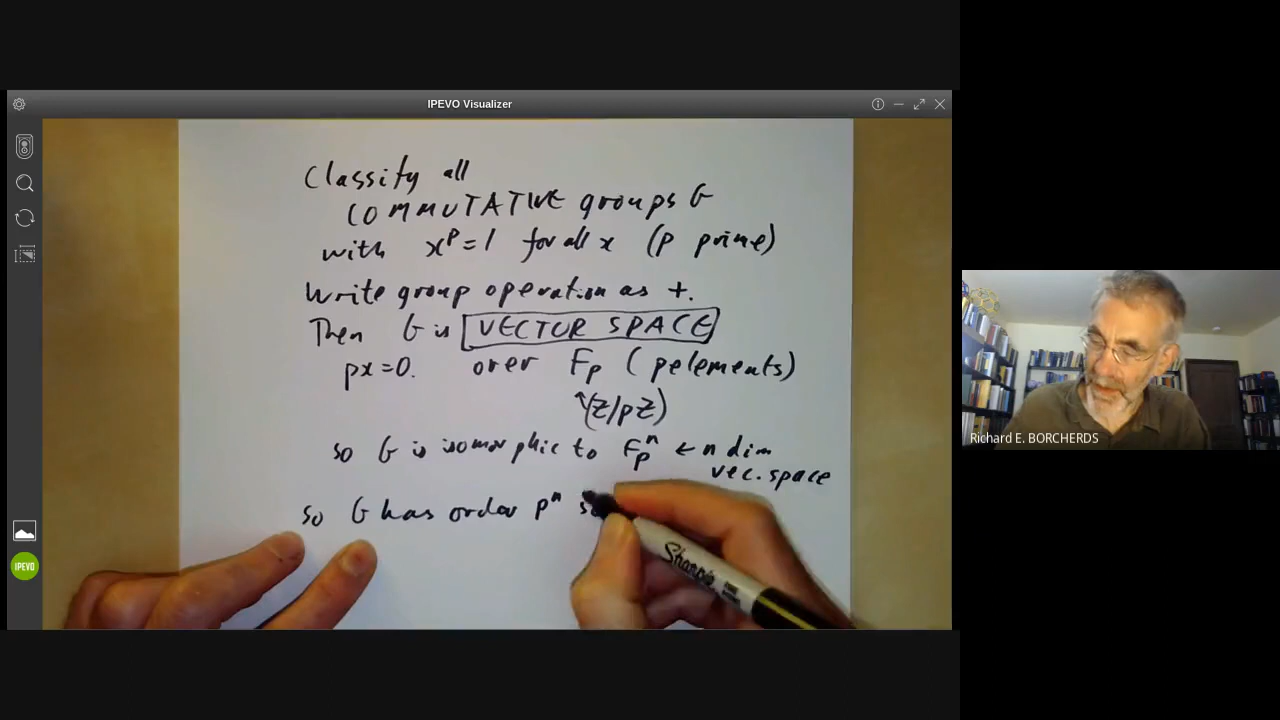 IPEVO Visualizer
Classify all
COMMUTATIVE groups G
with x^p = 1 for all x (p prime)
Write group operation as +.
Then G is VECTOR SPACE
px=0. over F_p (p elements)
(Z/pZ)
so G is isomorphic to F_p^n ← n dim
vec. space
so G has order p^n
Sharpie
IPEVO
Richard E. BORCHERDS